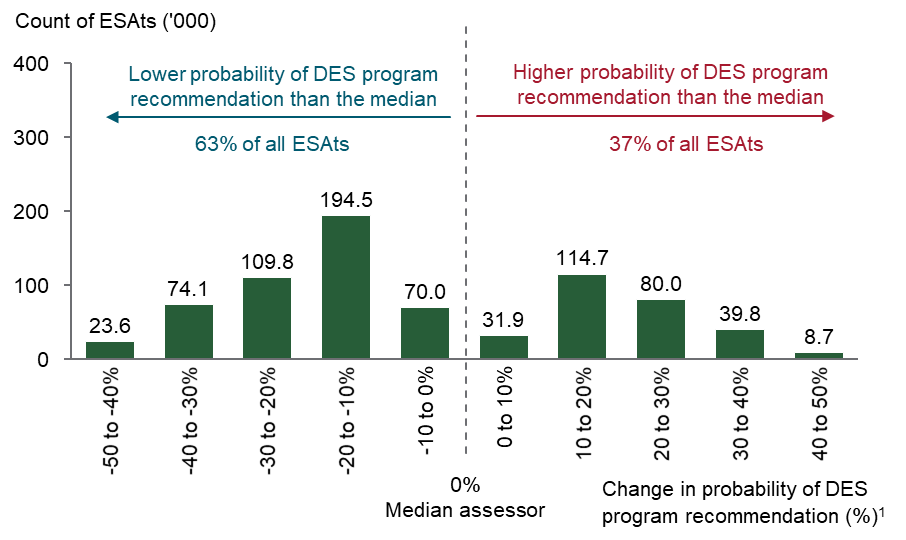 Count of ESAts ('000)
400
300
200
100
0
Lower probability of DES program
recommendation than the median
63% of all ESAts
Higher probability of DES program
recommendation than the median
37% of all ESAts
23.6
74.1
109.8
194.5
70.0
31.9
114.7
80.0
39.8
8.7
-50 to -40%
-40 to -30%
-30 to -20%
-20 to -10%
-10 to 0%
0 to 10%
10 to 20%
20 to 30%
30 to 40%
40 to 50%
0%
Median assessor
Change in probability of DES
program recommendation (%)¹